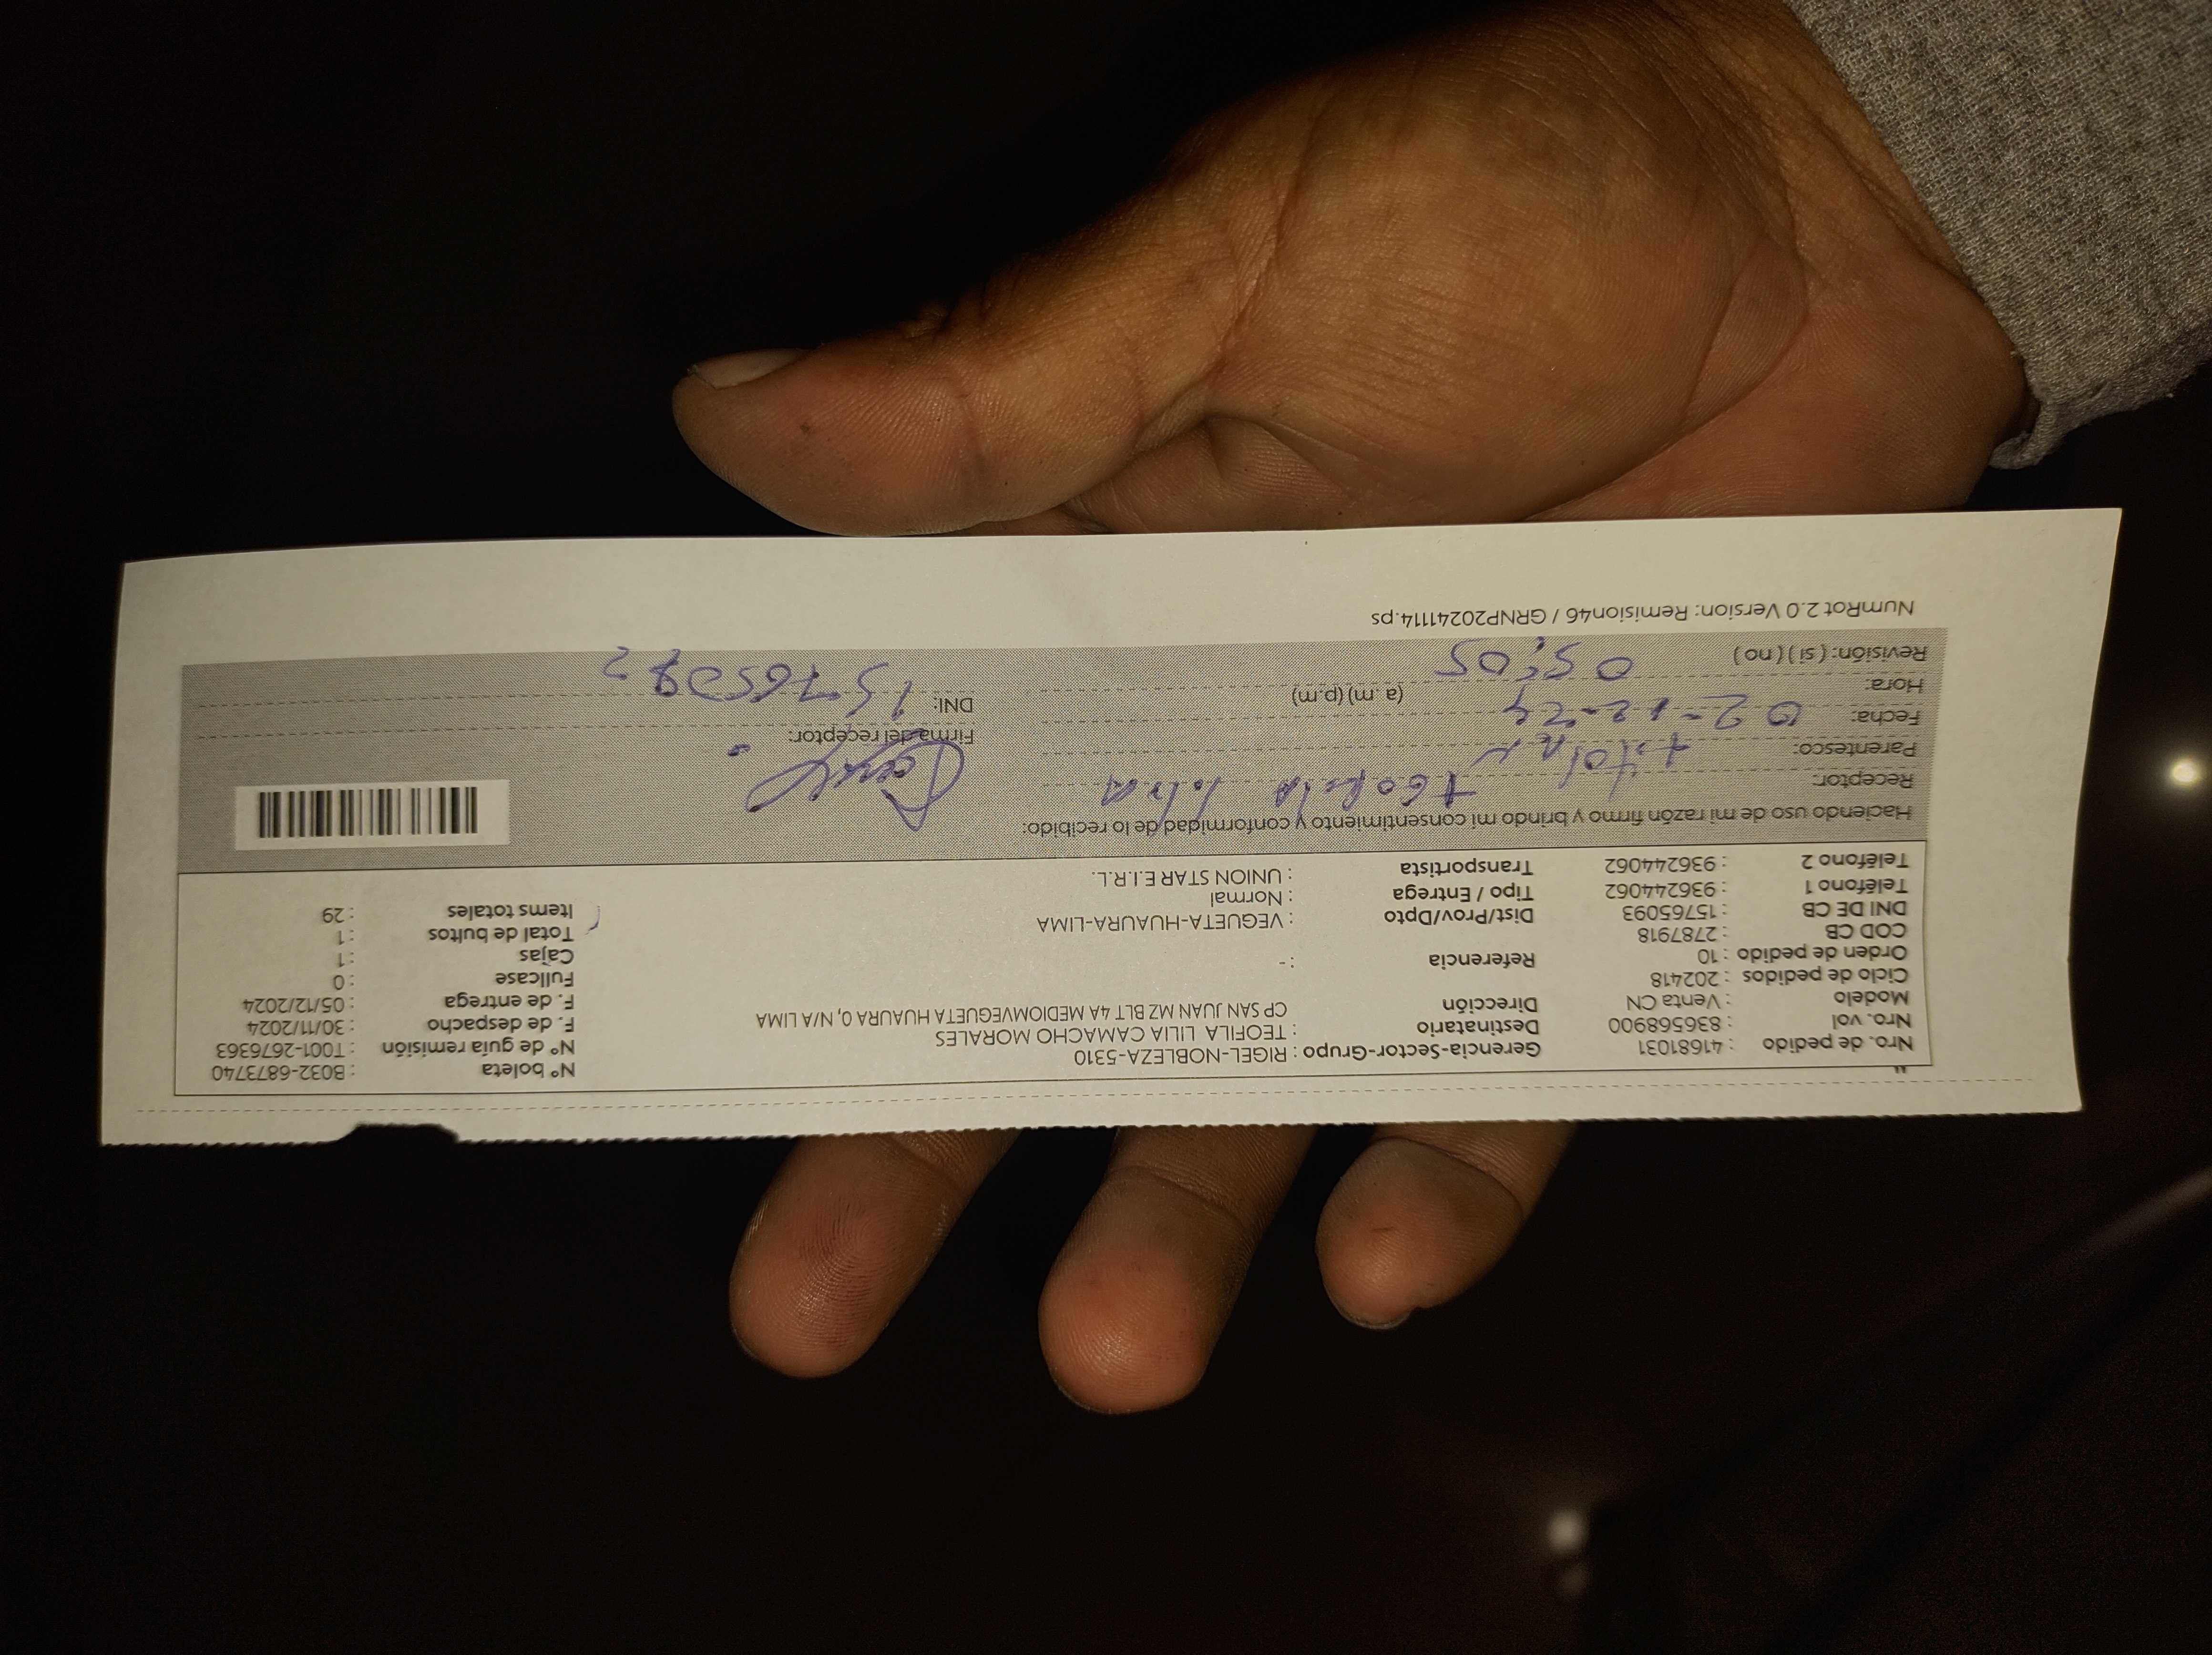 Nro. de pedido : 41681031 Gerencia-Sector-Grupo : RIGEL-NOBLEZA-5310 N° boleta : B032-6873740
Nro. vol : 836568900 Destinatario : TEOFILA LILIA CAMACHO MORALES N° de guía remisión : T001-2676363
Modelo : Venta CN Dirección CP SAN JUAN MZ BLT 4A MEDIOMVEGUETA HUAURA 0, N/A LIMA F. de despacho : 30/11/2024
Ciclo de pedidos : 202418 F. de entrega : 05/12/2024
Orden de pedido : 10 Referencia : - Fullcase : 0
COD CB : 2787918 Cajas : 1
DNI DE CB : 15765093 Dist/Prov/Dpto : VEGUETA-HUAURA-LIMA Total de bultos : 1
Teléfono 1 : 936244062 Tipo / Entrega : Normal Items totales : 29
Teléfono 2 : 936244062 Transportista : UNION STAR E.I.R.L.
Haciendo uso de mi razón firmo y brindo mi consentimiento y conformidad de lo recibido:
Receptor:
Parentesco: titular Firma del receptor:
Fecha: 02-12-24 DNI:
Hora: 05:05 (a.m) (p.m)
Revisión: ( si ) ( no )
NumRot 2.0 Version: Remision46 / GRNP20241114.ps